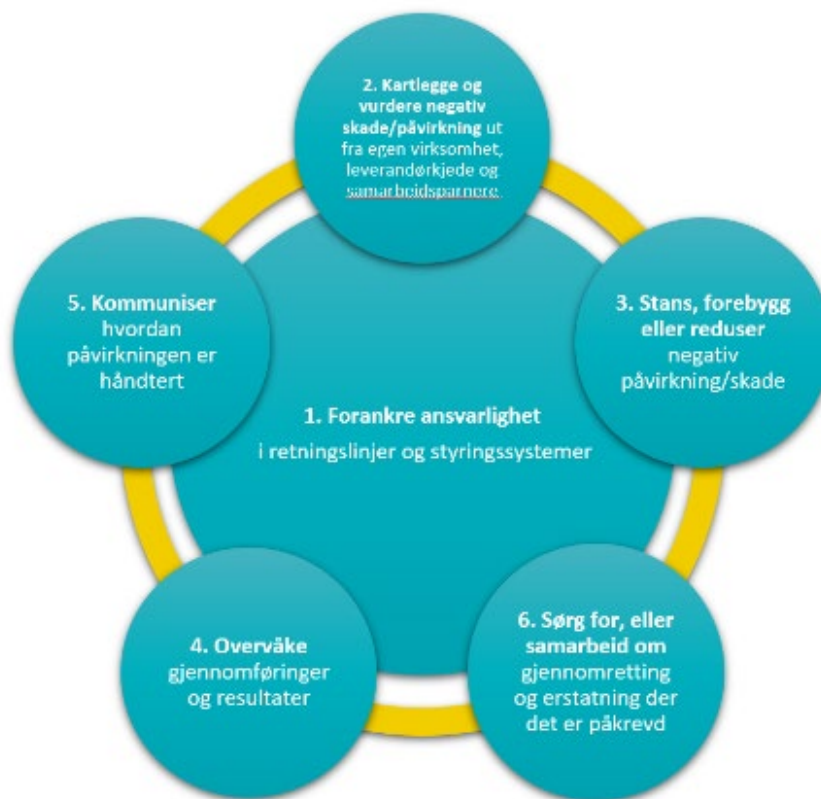 2. Kartlegge og
vurdere negativ
skade/påvirkning ut
fra egen virksomhet,
leverandørkjede og
samarbeidsparnere
5. Kommuniser
hvordan
påvirkningen er
håndtert
3. Stans, forebygg
eller reduser
negativ
påvirkning/skade
1. Forankre ansvarlighet
i retningslinjer og styringssystemer
4. Overvåke
gjennomføringer
og resultater
6. Sørg for, eller
samarbeid om
gjennomretting
og erstatning der
det er påkrevd